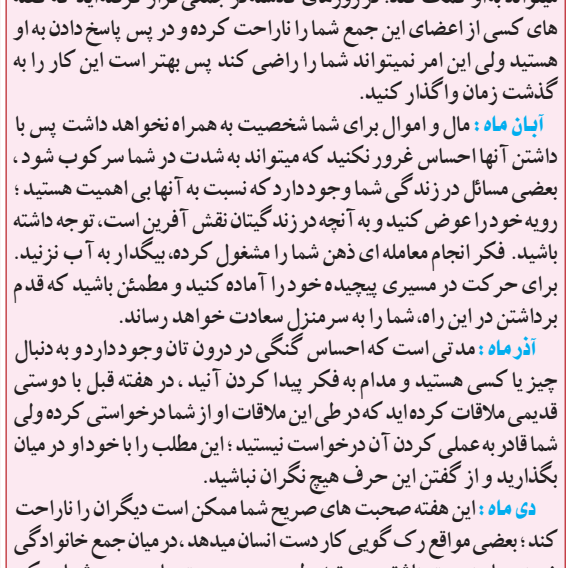 های کسی از اعضای این جمع شما را ناراحت کرده و در پس پاسخ دادن به او
هستید ولی این امر نمیتواند شما را راضی کند پس بهتر است این کار را به
گذشت زمان واگذار کنید.
آبان ماه : مال و اموال برای شما شخصیت به همراه نخواهد داشت پس با
داشتن آنها احساس غرور نکنید که میتواند به شدت در شما سرکوب شود ،
بعضی مسائل در زندگی شما وجود دارد که نسبت به آنها بی اهمیت هستید ؛
رویه خود را عوض کنید و به آنچه در زندگیتان نقش آفرین است، توجه داشته
باشید. فکر انجام معامله ای ذهن شما را مشغول کرده، بیگدار به آب نزنید.
برای حرکت در مسیری پیچیده خود را آماده کنید و مطمئن باشید که قدم
برداشتن در این راه، شما را به سرمنزل سعادت خواهد رساند.
آذر ماه : مدتی است که احساس گنگی در درون تان وجود دارد و به دنبال
چیز یا کسی هستید و مدام به فکر پیدا کردن آنید ، در هفته قبل با دوستی
قدیمی ملاقات کرده اید که در طی این ملاقات او از شما درخواستی کرده ولی
شما قادر به عملی کردن آن درخواست نیستید ؛ این مطلب را با خود او در میان
بگذارید و از گفتن این حرف هیچ نگران نباشید.
دی ماه : این هفته صحبت های صریح شما ممکن است دیگران را ناراحت
کند ؛ بعضی مواقع رک گویی کار دست انسان میدهد ،در میان جمع خانوادگی